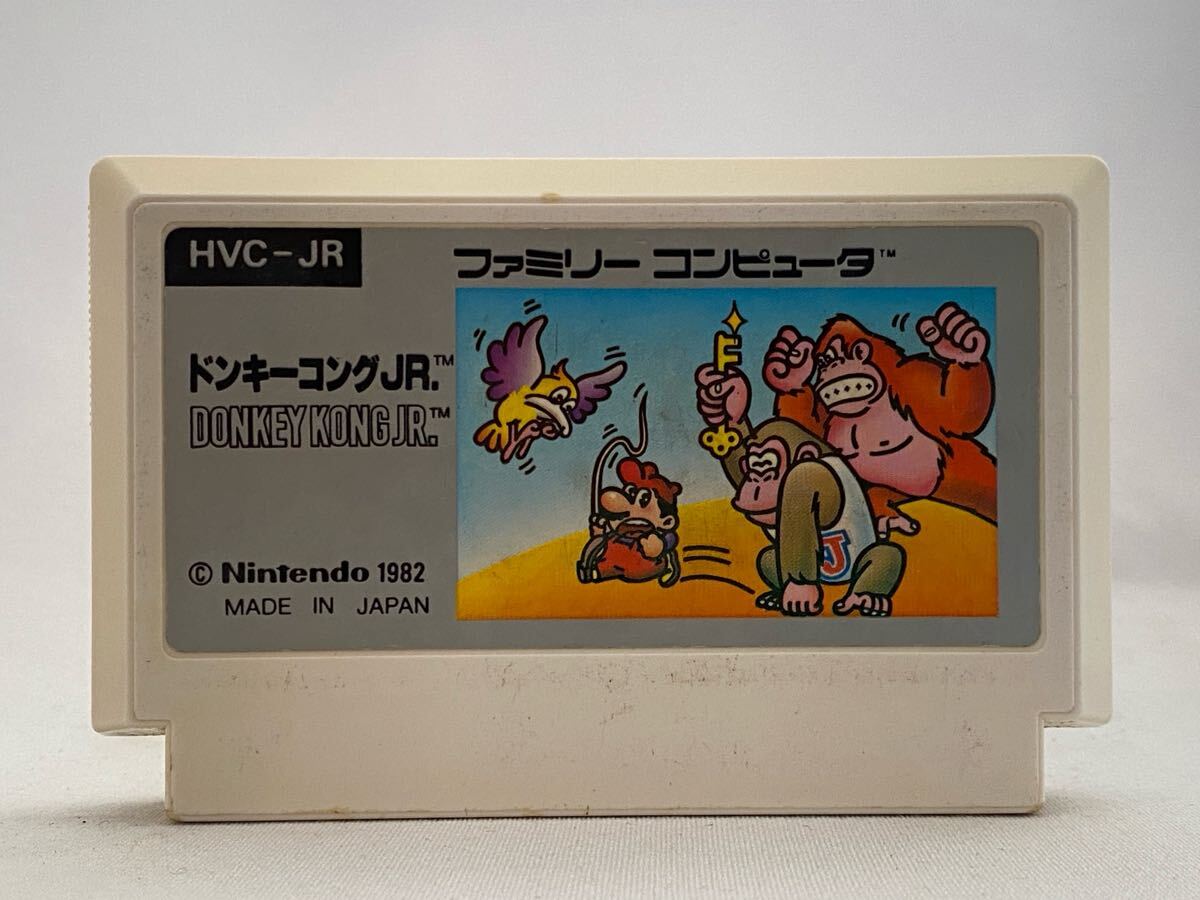 HVC-JR
ファミリー コンピュータ™
ドンキーコングJR.™
DONKEY KONG JR.™
© Nintendo 1982
MADE IN JAPAN
J